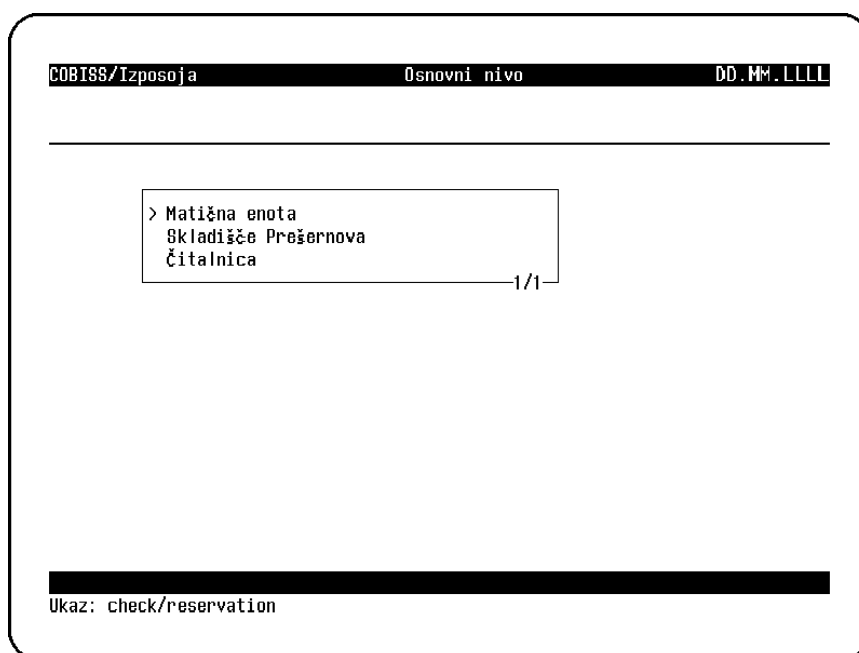 COBISS/Izposoja Osnovni nivo DD.MM.LLLL
> Matična enota
Skladišče Prešernova
Čitalnica
1/1
Ukaz: check/reservation